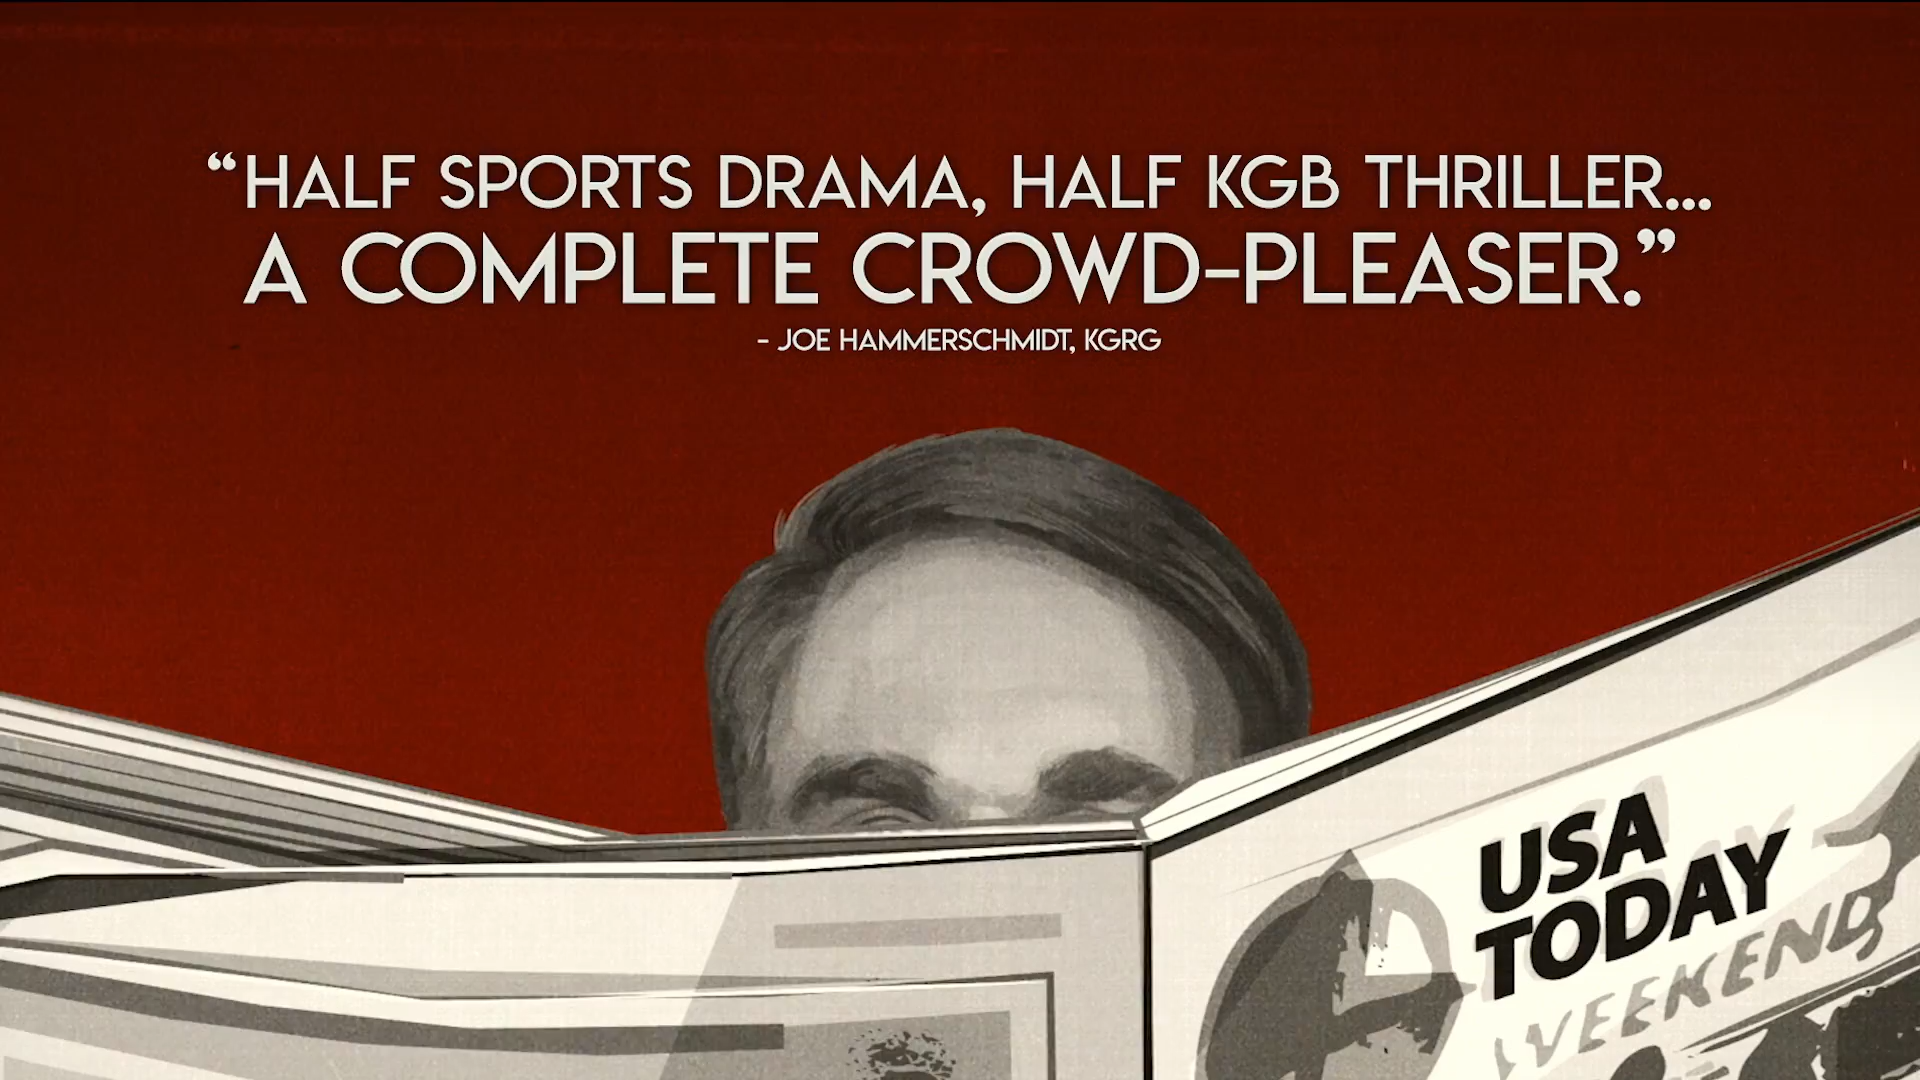 “HALF SPORTS DRAMA, HALF KGB THRILLER...
A COMPLETE CROWD-PLEASER.”
- JOE HAMMERSCHMIDT, KGRG
USA
TODAY
WEEKEND